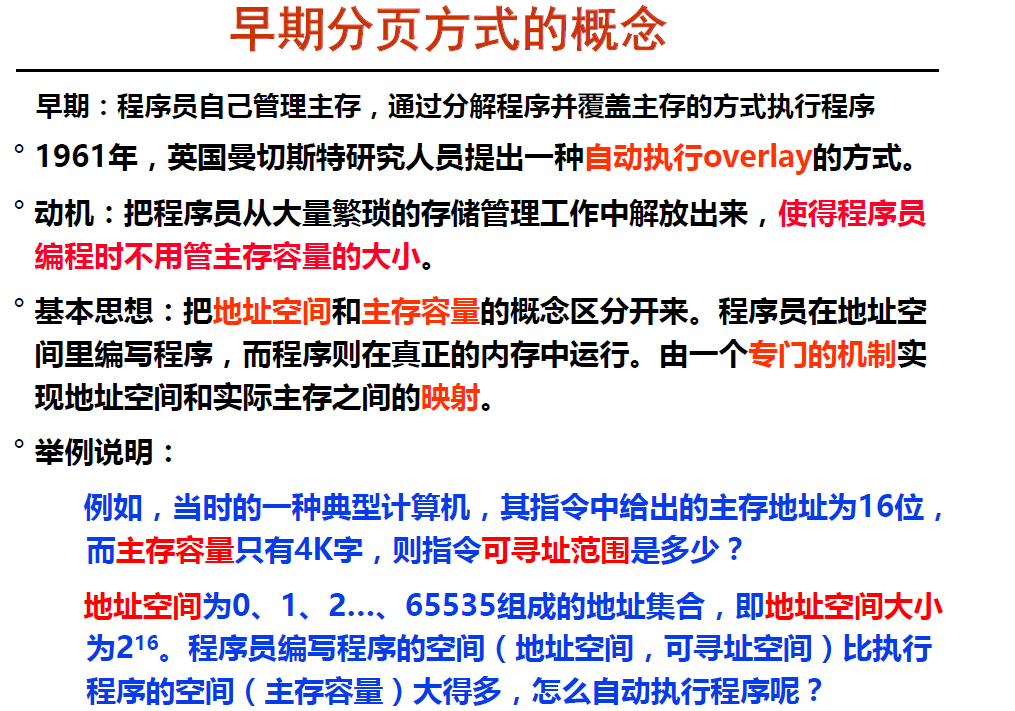 早期分页方式的概念
早期：程序员自己管理主存，通过分解程序并覆盖主存的方式执行程序
° 1961年，英国曼切斯特研究人员提出一种自动执行overlay的方式。
° 动机：把程序员从大量繁琐的存储管理工作中解放出来，使得程序员
编程时不用管主存容量的大小。
° 基本思想：把地址空间和主存容量的概念区分开来。程序员在地址空
间里编写程序，而程序则在真正的内存中运行。由一个专门的机制实
现地址空间和实际主存之间的映射。
° 举例说明：
例如，当时的一种典型计算机，其指令中给出的主存地址为16位，
而主存容量只有4K字，则指令可寻址范围是多少？
地址空间为0、1、2…、65535组成的地址集合，即地址空间大小
为2¹⁶。程序员编写程序的空间（地址空间，可寻址空间）比执行
程序的空间（主存容量）大得多，怎么自动执行程序呢？